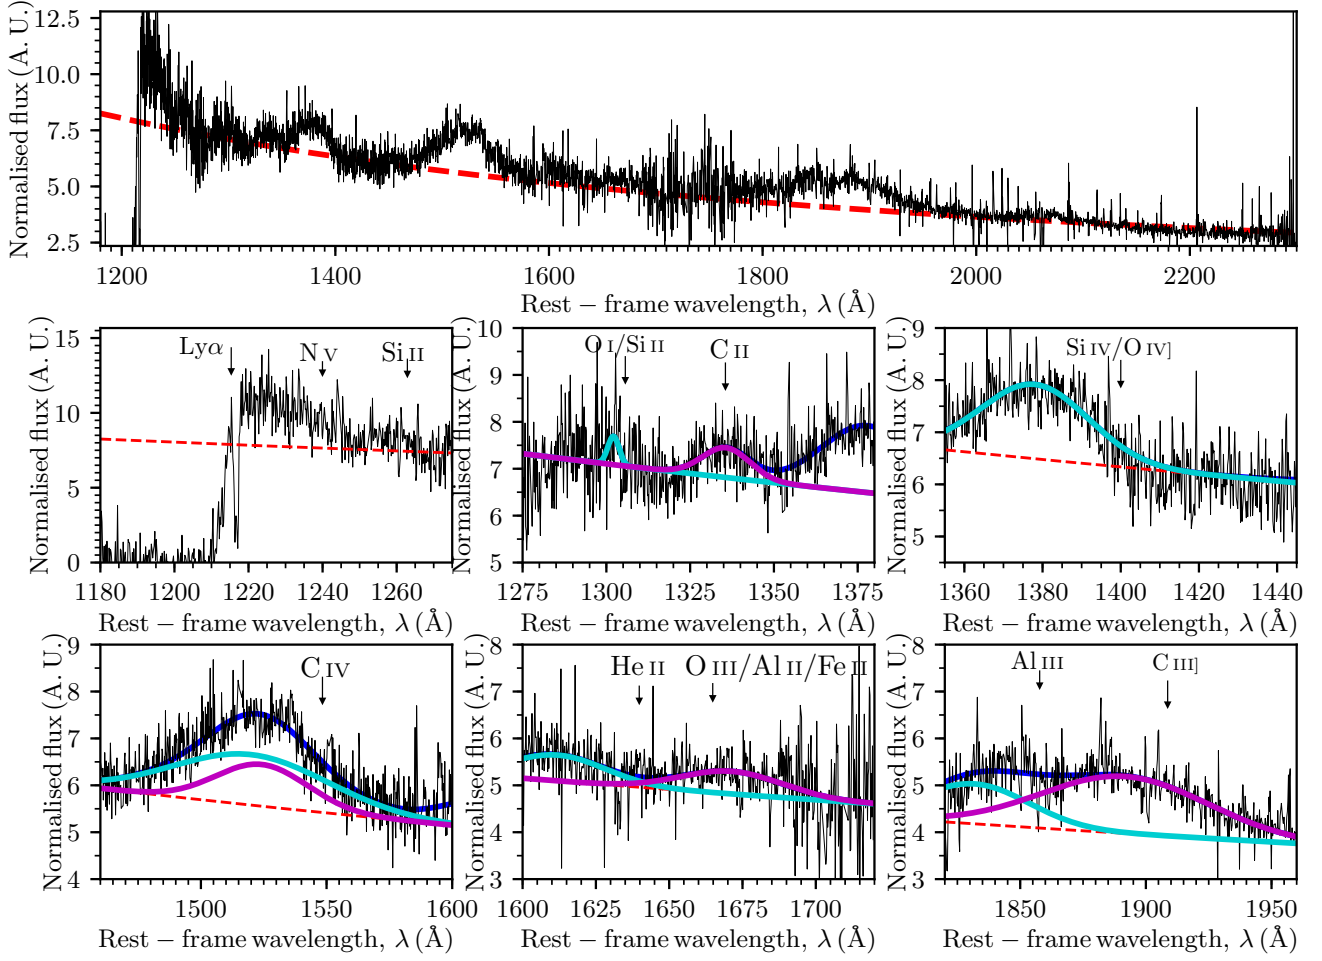 Normalised flux (A. U.)
12.5
10.0
7.5
5.0
2.5
1200 1400 1600 1800 2000 2200
Rest − frame wavelength, λ (Å)
Normalised flux (A. U.)
15
10
5
0
Lyα N V Si II
1180 1200 1220 1240 1260
Rest − frame wavelength, λ (Å)
Normalised flux (A. U.)
10
9
8
7
6
5
O I/Si II C II
1275 1300 1325 1350 1375
Rest − frame wavelength, λ (Å)
Normalised flux (A. U.)
9
8
7
6
5
Si IV/O IV]
1360 1380 1400 1420 1440
Rest − frame wavelength, λ (Å)
Normalised flux (A. U.)
9
8
7
6
5
4
C IV
1500 1550 1600
Rest − frame wavelength, λ (Å)
Normalised flux (A. U.)
8
7
6
5
4
3
He II O III/Al II/Fe II
1600 1625 1650 1675 1700
Rest − frame wavelength, λ (Å)
Normalised flux (A. U.)
8
7
6
5
4
3
Al III C III]
1850 1900 1950
Rest − frame wavelength, λ (Å)